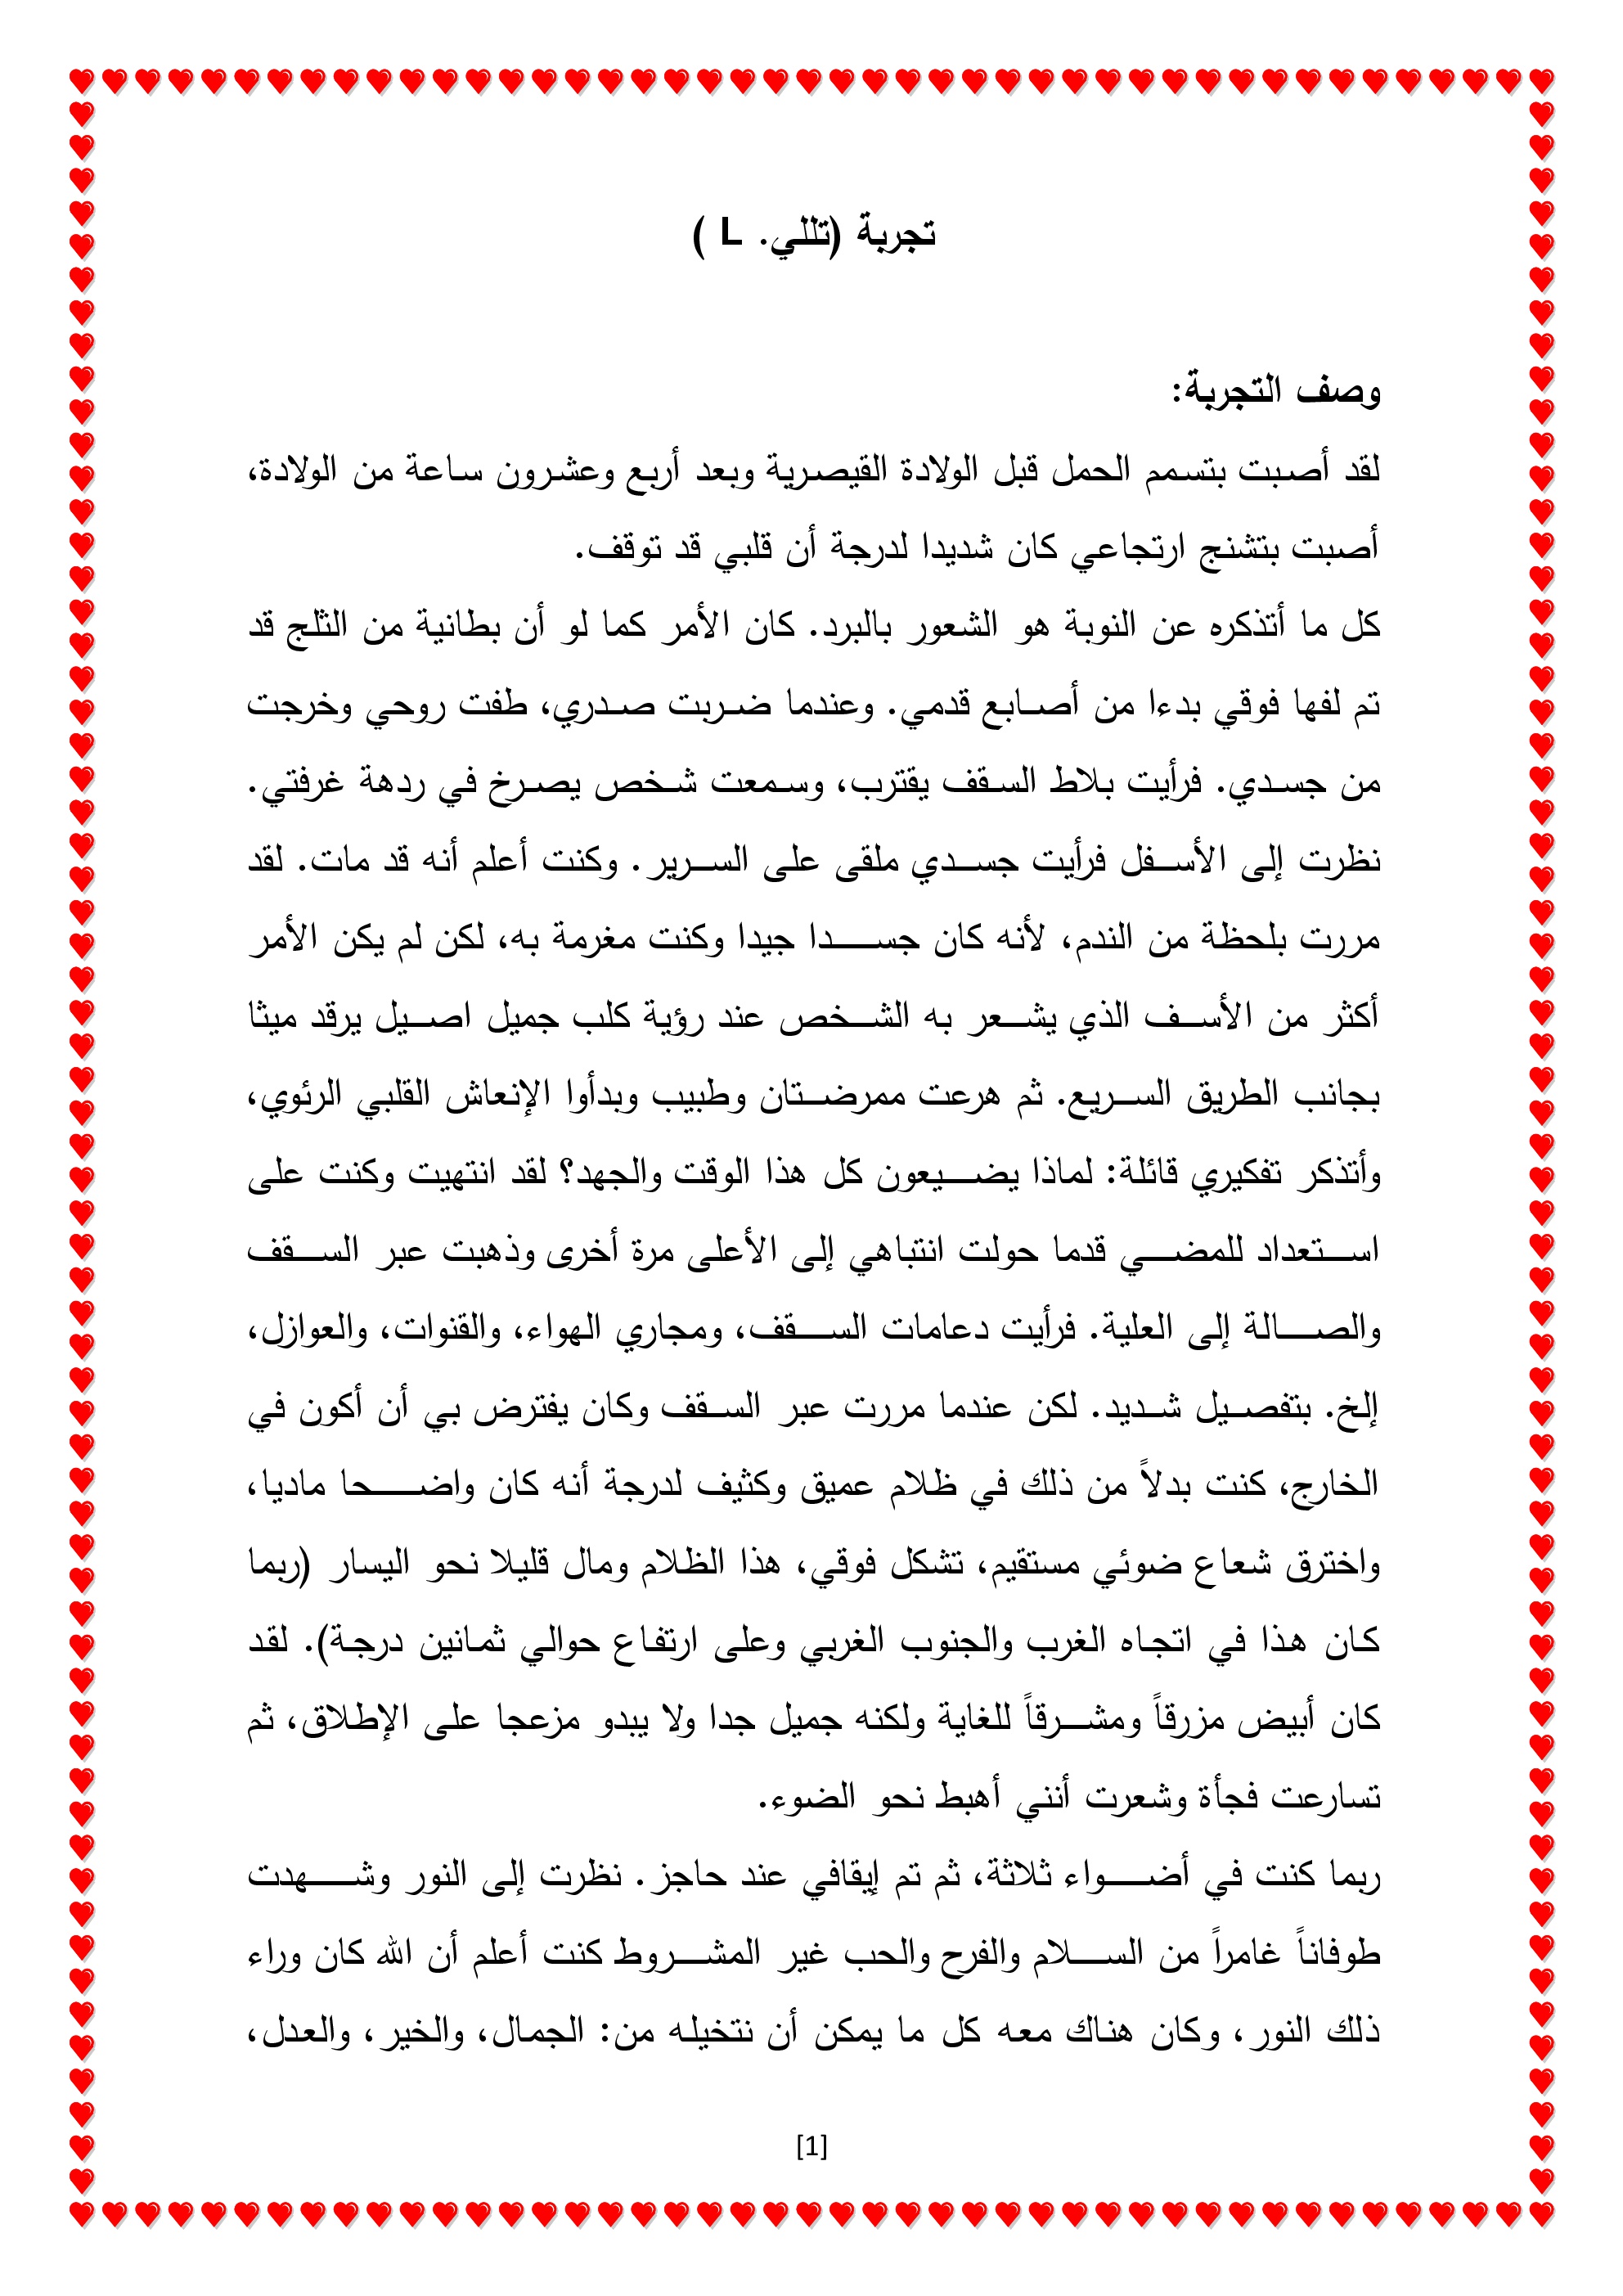 تجربة (تللي. L )
وصف التجربة:
لقد أصبت بتسمم الحمل قبل الولادة القيصرية وبعد أربع وعشرون ساعة من الولادة،
أصبت بتشنج ارتجاعي كان شديدا لدرجة أن قلبي قد توقف.
كل ما أتذكره عن النوبة هو الشعور بالبرد. كان الأمر كما لو أن بطانية من الثلج قد
تم لفها فوقي بدءا من أصابع قدمي. وعندما ضربت صدري، طفت روحي وخرجت
من جسدي. فرأيت بلاط السقف يقترب، وسمعت شخص يصرخ في ردهة غرفتي.
نظرت إلى الأسفل فرأيت جسدي ملقى على السرير. وكنت أعلم أنه قد مات. لقد
مررت بلحظة من الندم، لأنه كان جسدا جيدا وكنت مغرمة به، لكن لم يكن الأمر
أكثر من الأسف الذي يشعر به الشخص عند رؤية كلب جميل اصيل يرقد ميثا
بجانب الطريق السريع. ثم هرعت ممرضتان وطبيب وبدأوا الإنعاش القلبي الرئوي،
وأتذكر تفكيري قائلة: لماذا يضيعون كل هذا الوقت والجهد؟ لقد انتهيت وكنت على
استعداد للمضي قدما حولت انتباهي إلى الأعلى مرة أخرى وذهبت عبر السقف
والصالة إلى العلية. فرأيت دعامات السقف، ومجاري الهواء، والقنوات، والعوازل،
إلخ. بتفصيل شديد. لكن عندما مررت عبر السقف وكان يفترض بي أن أكون في
الخارج، كنت بدلاً من ذلك في ظلام عميق وكثيف لدرجة أنه كان واضحا ماديا،
واخترق شعاع ضوئي مستقيم، تشكل فوقي، هذا الظلام ومال قليلا نحو اليسار (ربما
كان هذا في اتجاه الغرب والجنوب الغربي وعلى ارتفاع حوالي ثمانين درجة). لقد
كان أبيض مزرقاً ومشرقاً للغاية ولكنه جميل جدا ولا يبدو مزعجا على الإطلاق، ثم
تسارعت فجأة وشعرت أنني أهبط نحو الضوء.
ربما كنت في أضواء ثلاثة، ثم تم إيقافي عند حاجز. نظرت إلى النور وشهدت
طوفاناً غامراً من السلام والفرح والحب غير المشروط كنت أعلم أن الله كان وراء
ذلك النور، وكان هناك معه كل ما يمكن أن نتخيله من: الجمال، والخير، والعدل،
[1]